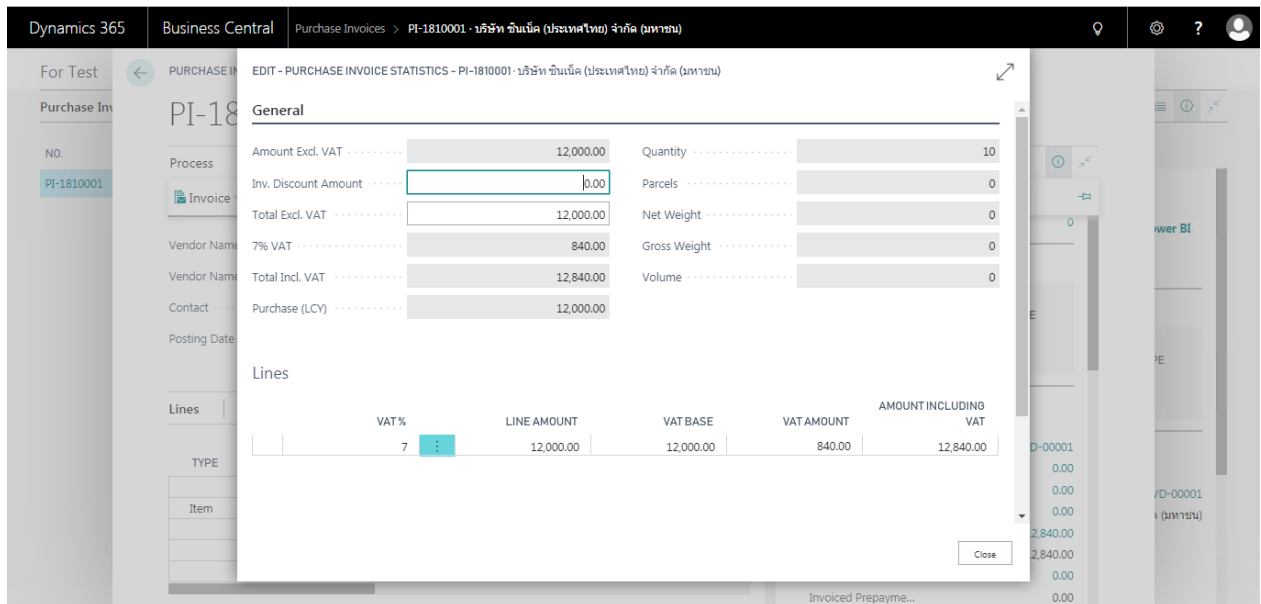 Dynamics 365
Business Central
Purchase Invoices > PI-1810001 · บริษัท ซินเน็ค (ประเทศไทย) จำกัด (มหาชน)
?
For Test
PURCHASE IN
EDIT - PURCHASE INVOICE STATISTICS - PI-1810001 · บริษัท ซินเน็ค (ประเทศไทย) จำกัด (มหาชน)
Purchase Inv
PI-18
General
NO.
PI-1810001
Process
Invoice
Amount Excl. VAT 12,000.00
Quantity 10
Inv. Discount Amount 0.00
Parcels 0
Total Excl. VAT 12,000.00
Net Weight 0
7% VAT 840.00
Gross Weight 0
Total Incl. VAT 12,840.00
Volume 0
Purchase (LCY) 12,000.00
Vendor Name
Vendor Name
Contact
Posting Date
0
ower BI
E
PE
Lines
Lines
TYPE
Item
VAT % LINE AMOUNT VAT BASE VAT AMOUNT AMOUNT INCLUDING VAT
7 12,000.00 12,000.00 840.00 12,840.00
D-00001
0.00
0.00
0.00
2,840.00
2,840.00
0.00
Invoiced Prepayme... 0.00
VD-00001
(มหาชน)
Close